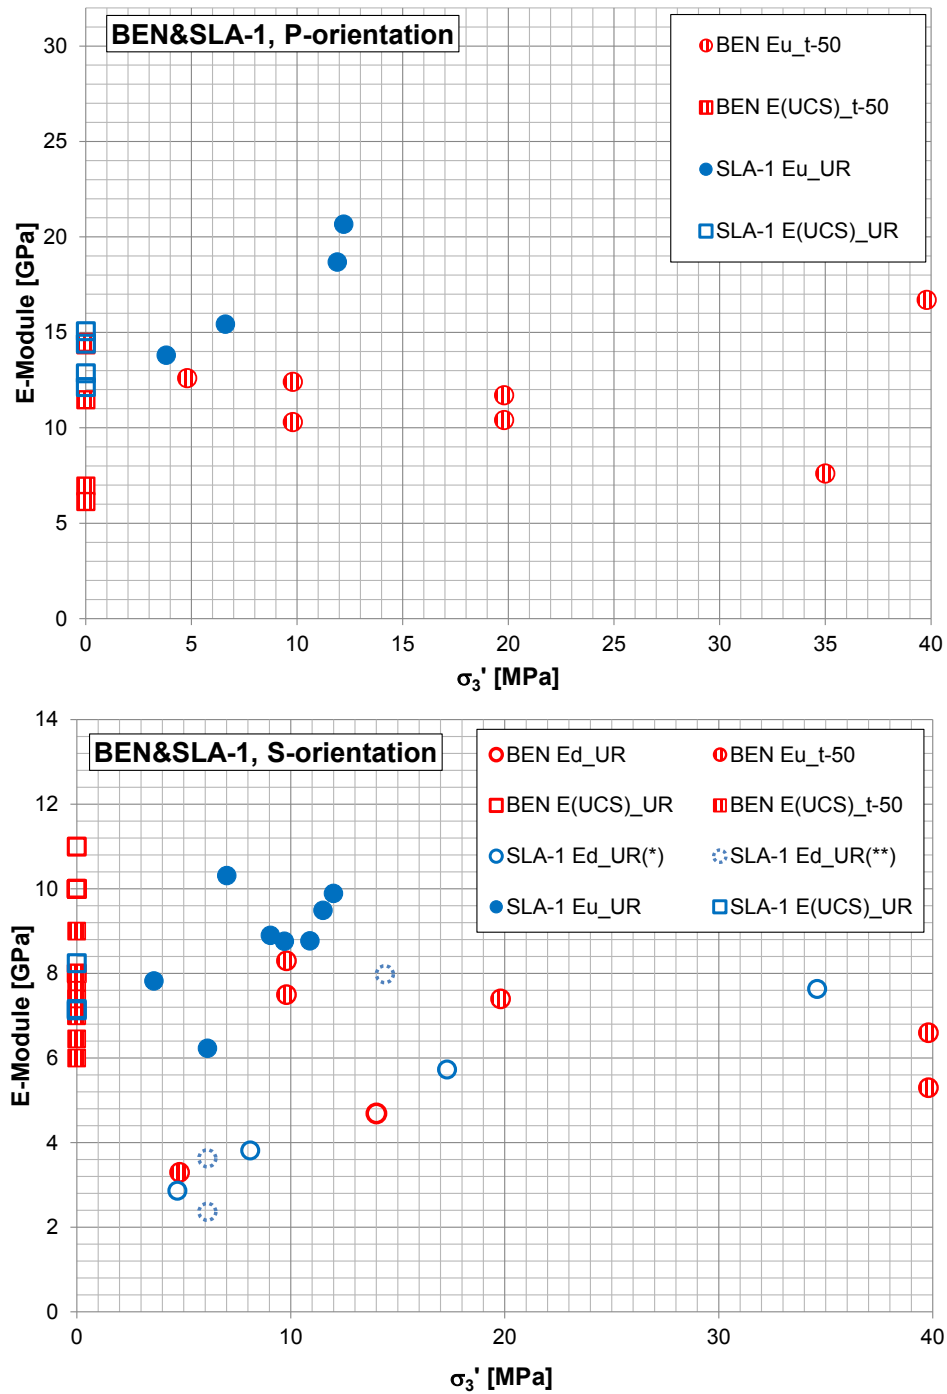 BEN&SLA-1, P-orientation
BEN Eu_t-50
BEN E(UCS)_t-50
SLA-1 Eu_UR
SLA-1 E(UCS)_UR
E-Module [GPa]
30
25
20
15
10
5
0
0 5 10 15 20 25 30 35 40
σ3' [MPa]
BEN&SLA-1, S-orientation
BEN Ed_UR BEN Eu_t-50
BEN E(UCS)_UR BEN E(UCS)_t-50
SLA-1 Ed_UR(*) SLA-1 Ed_UR(**)
SLA-1 Eu_UR SLA-1 E(UCS)_UR
E-Module [GPa]
14
12
10
8
6
4
2
0
0 10 20 30 40
σ3' [MPa]